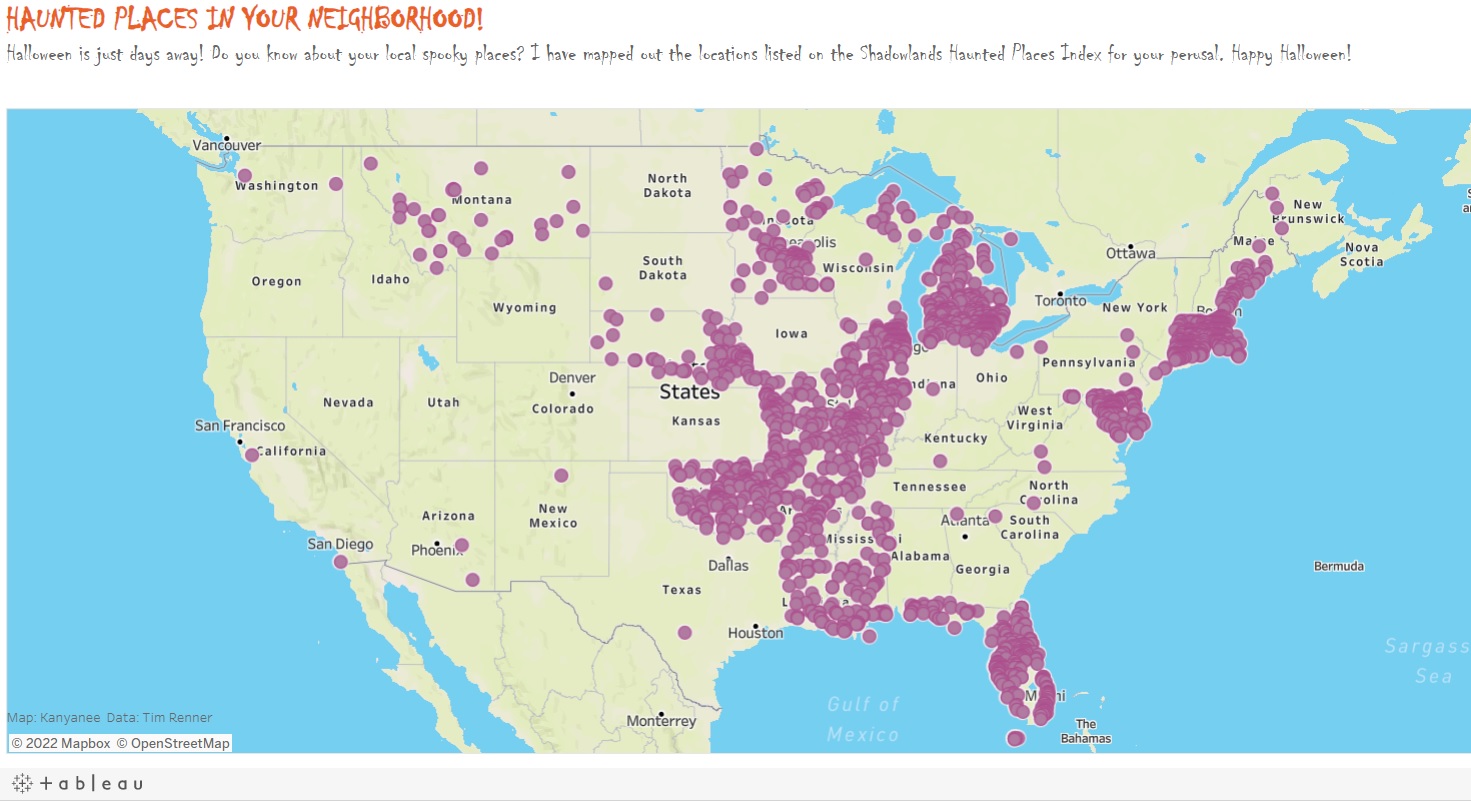 HAUNTED PLACES IN YOUR NEIGHBORHOOD!
Halloween is just days away! Do you know about your local spooky places? I have mapped out the locations listed on the Shadowlands Haunted Places Index for your perusal. Happy Halloween!
Vancouver
Washington
Montana
North
Dakota
New
Brunswick
Nova
Scotia
Ottawa
Oregon
Idaho
South
Dakota
Wisconsin
Wyoming
Toronto
New York
Iowa
Pennsylvania
Denver
Colorado
Nevada
Utah
States
Ohio
Kansas
West
Virginia
San Francisco
California
Kentucky
Tennessee
North
Carolina
Arizona
New
Mexico
Atlanta
South
Carolina
San Diego
Phoenix
Mississippi
Alabama
Georgia
Dallas
Texas
Bermuda
Houston
Sargass
Sea
Miami
Gulf of
Mexico
Monterrey
The
Bahamas
Map: Kanyanee Data: Tim Renner
© 2022 Mapbox © OpenStreetMap
+ a b | e a u